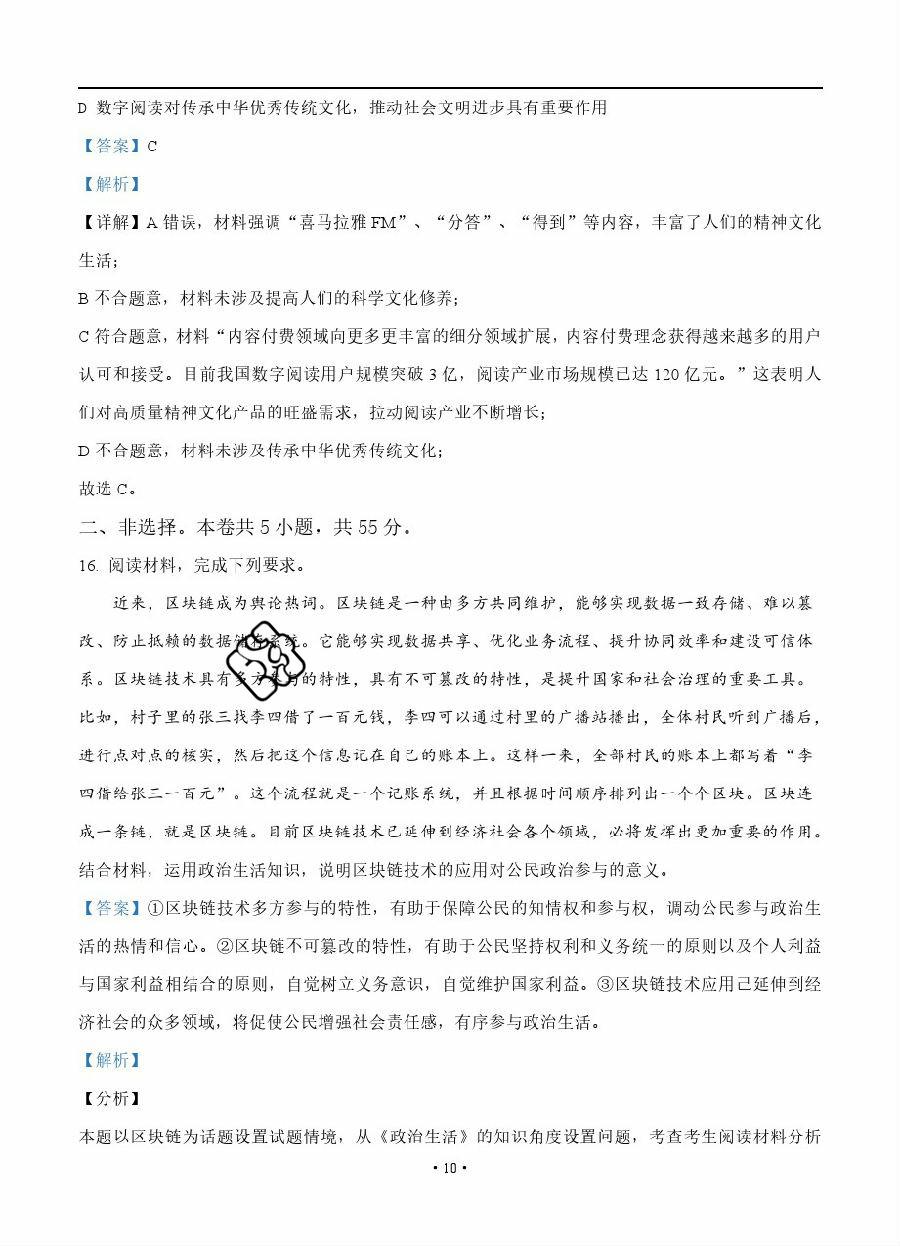 D 数字阅读对传承中华优秀传统文化，推动社会文明进步具有重要作用
【答案】C
【解析】
【详解】A 错误，材料强调“喜马拉雅 FM”、“分答”、“得到”等内容，丰富了人们的精神文化
生活；
B 不合题意，材料未涉及提高人们的科学文化修养；
C 符合题意，材料“内容付费领域向更多更丰富的细分领域扩展，内容付费理念获得越来越多的用户
认可和接受。目前我国数字阅读用户规模突破 3 亿，阅读产业市场规模已达 120 亿元。”这表明人
们对高质量精神文化产品的旺盛需求，拉动阅读产业不断增长；
D 不合题意，材料未涉及传承中华优秀传统文化；
故选 C。
二、非选择。本卷共 5 小题，共 55 分．
16. 阅读材料，完成下列要求。
近来，区块链成为舆论热词。区块链是一种由多方共同维护，能够实现数据一致存储、难以篡
改、防止抵赖的数据储存系统。它能够实现数据共享、优化业务流程、提升协同效率和建设可信体
系。区块链技术具有多方参与的特性，具有不可篡改的特性，是提升国家和社会治理的重要工具。
比如，村子里的张三找李四借了一百元钱，李四可以通过村里的广播站播出，全体村民听到广播后，
进行点对点的核实，然后把这个信息记在自己的账本上。这样一来，全部村民的账本上都写着“李
四借给张三一百元”。这个流程就是一个记账系统，并且根据时间顺序排列出一个个区块。区块连
成一条链，就是区块链。目前区块链技术已延伸到经济社会各个领域，必将发挥出更加重要的作用。
结合材料，运用政治生活知识，说明区块链技术的应用对公民政治参与的意义。
【答案】①区块链技术多方参与的特性，有助于保障公民的知情权和参与权，调动公民参与政治生
活的热情和信心。②区块链不可篡改的特性，有助于公民坚持权利和义务统一的原则以及个人利益
与国家利益相结合的原则，自觉树立义务意识，自觉维护国家利益。③区块链技术应用已延伸到经
济社会的众多领域，将促使公民增强社会责任感，有序参与政治生活。
【解析】
【分析】
本题以区块链为话题设置试题情境，从《政治生活》的知识角度设置问题，考查考生阅读材料分析
• 10 •